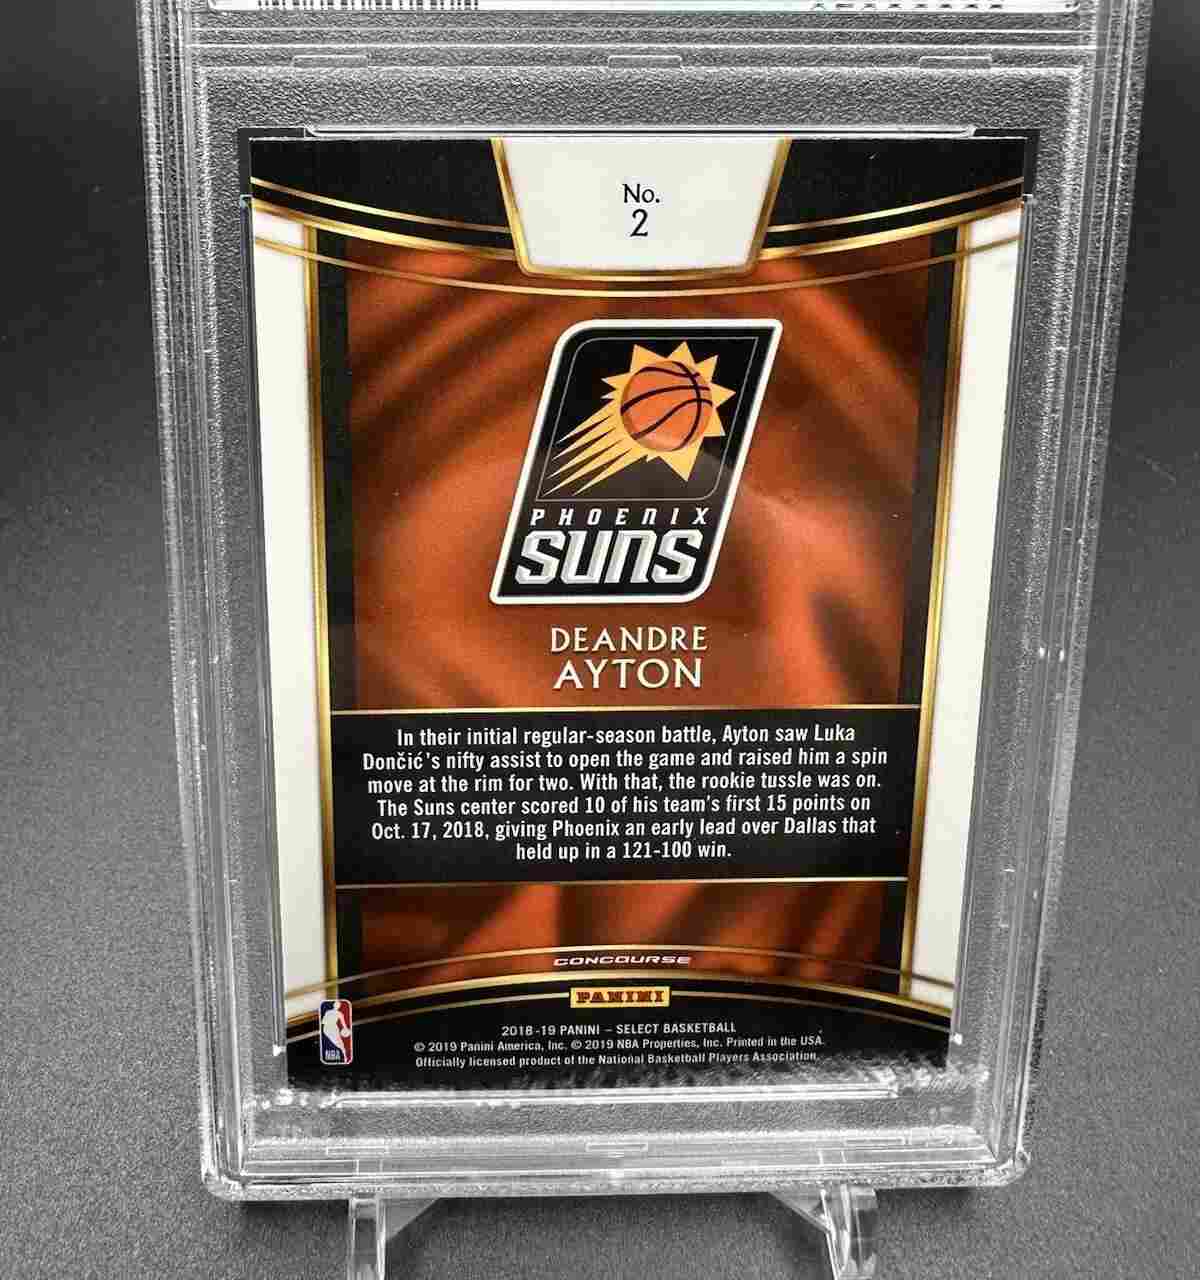 No.
2
PHOENIX
SUNS
DEANDRE
AYTON
In their initial regular-season battle, Ayton saw Luka
Dončić's nifty assist to open the game and raised him a spin
move at the rim for two. With that, the rookie tussle was on.
The Suns center scored 10 of his team's first 15 points on
Oct. 17, 2018, giving Phoenix an early lead over Dallas that
held up in a 121-100 win.
CONCOURSE
PANINI
NBA
2018-19 PANINI – SELECT BASKETBALL
© 2019 Panini America, Inc. © 2019 NBA Properties, Inc. Printed in the USA.
Officially licensed product of the National Basketball Players Association.